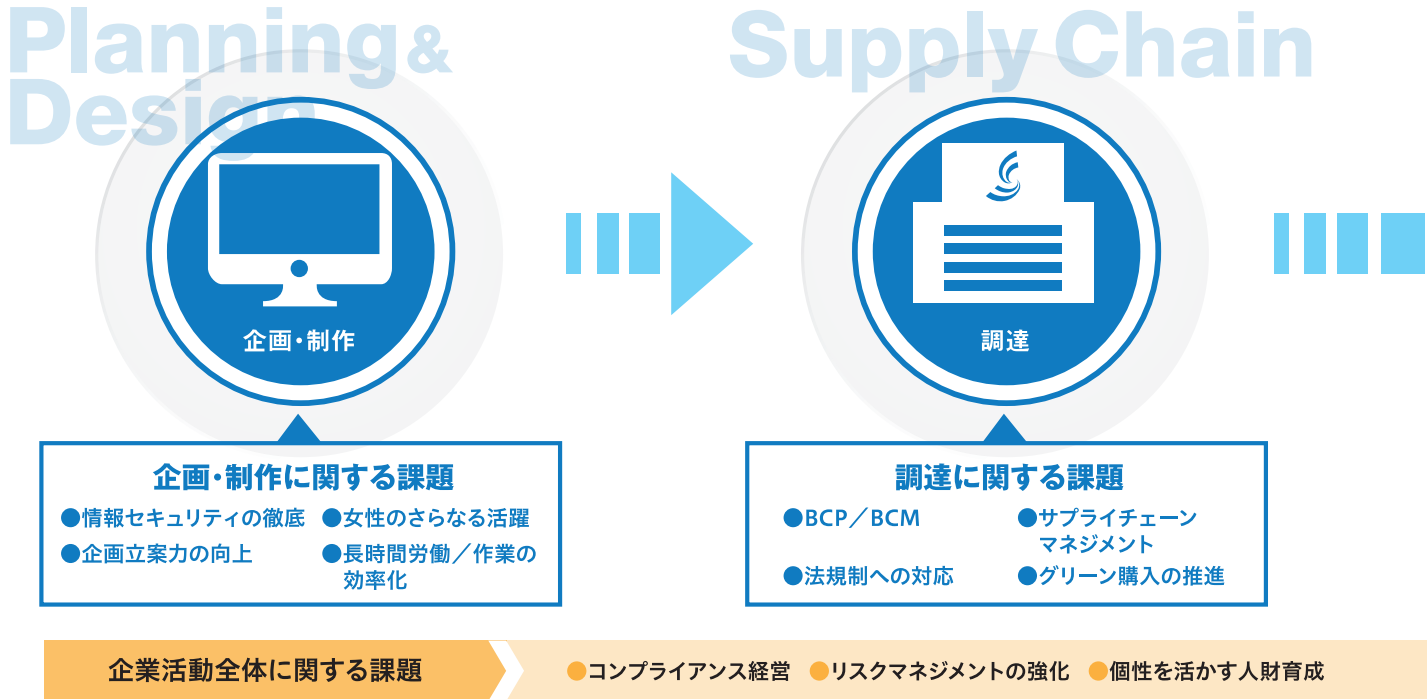 Planning &
Design
Supply Chain
企画・制作
調達
企画・制作に関する課題
●情報セキュリティの徹底 ●女性のさらなる活躍
●企画立案力の向上 ●長時間労働／作業の
効率化
調達に関する課題
●BCP／BCM ●サプライチェーン
マネジメント
●法規制への対応 ●グリーン購入の推進
企業活動全体に関する課題 ●コンプライアンス経営 ●リスクマネジメントの強化 ●個性を活かす人財育成